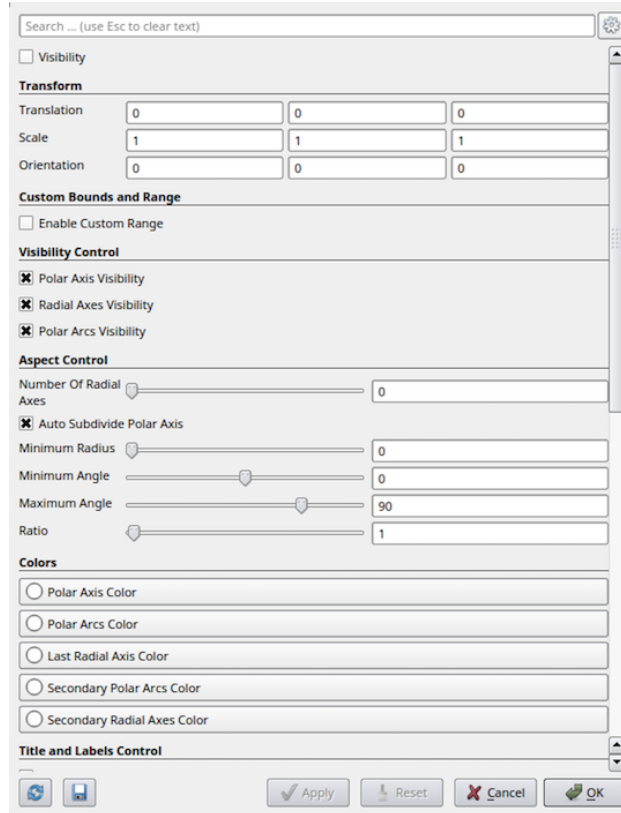 Search ... (use Esc to clear text)
Visibility
Transform
Translation 0 0 0
Scale 1 1 1
Orientation 0 0 0
Custom Bounds and Range
Enable Custom Range
Visibility Control
Polar Axis Visibility
Radial Axes Visibility
Polar Arcs Visibility
Aspect Control
Number Of Radial
Axes 0
Auto Subdivide Polar Axis
Minimum Radius 0
Minimum Angle 0
Maximum Angle 90
Ratio 1
Colors
Polar Axis Color
Polar Arcs Color
Last Radial Axis Color
Secondary Polar Arcs Color
Secondary Radial Axes Color
Title and Labels Control
Apply Reset Cancel OK